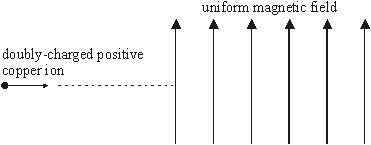 uniform magnetic field
doubly-charged positive
copper ion